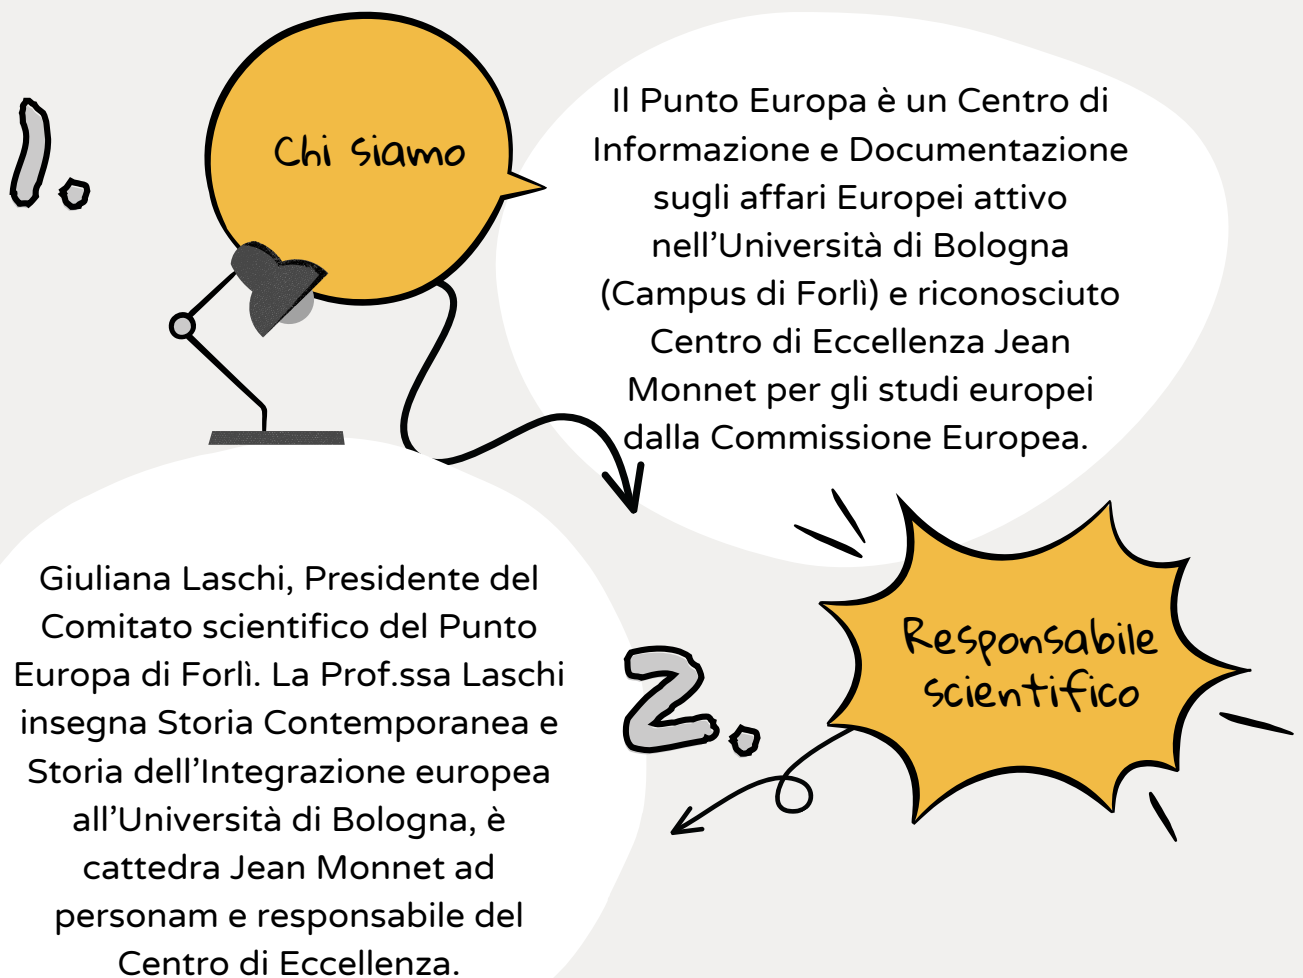 1.
Chi siamo
Il Punto Europa è un Centro di
Informazione e Documentazione
sugli affari Europei attivo
nell’Università di Bologna
(Campus di Forlì) e riconosciuto
Centro di Eccellenza Jean
Monnet per gli studi europei
dalla Commissione Europea.
2.
Responsabile
scientifico
Giuliana Laschi, Presidente del
Comitato scientifico del Punto
Europa di Forlì. La Prof.ssa Laschi
insegna Storia Contemporanea e
Storia dell’Integrazione europea
all’Università di Bologna, è
cattedra Jean Monnet ad
personam e responsabile del
Centro di Eccellenza.